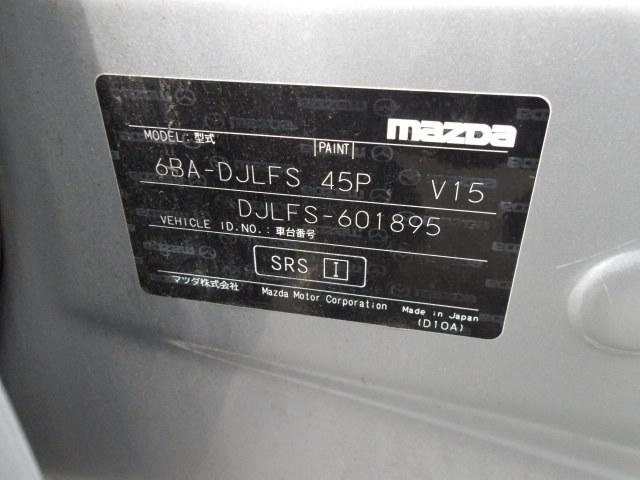 mazda
MODEL:型式 PAINT
6BA-DJLFS 45P V15
DJLFS-601895
VEHICLE ID.NO.:車台番号
SRS I
マツダ株式会社 Mazda Motor Corporation Made in Japan
(D10A)